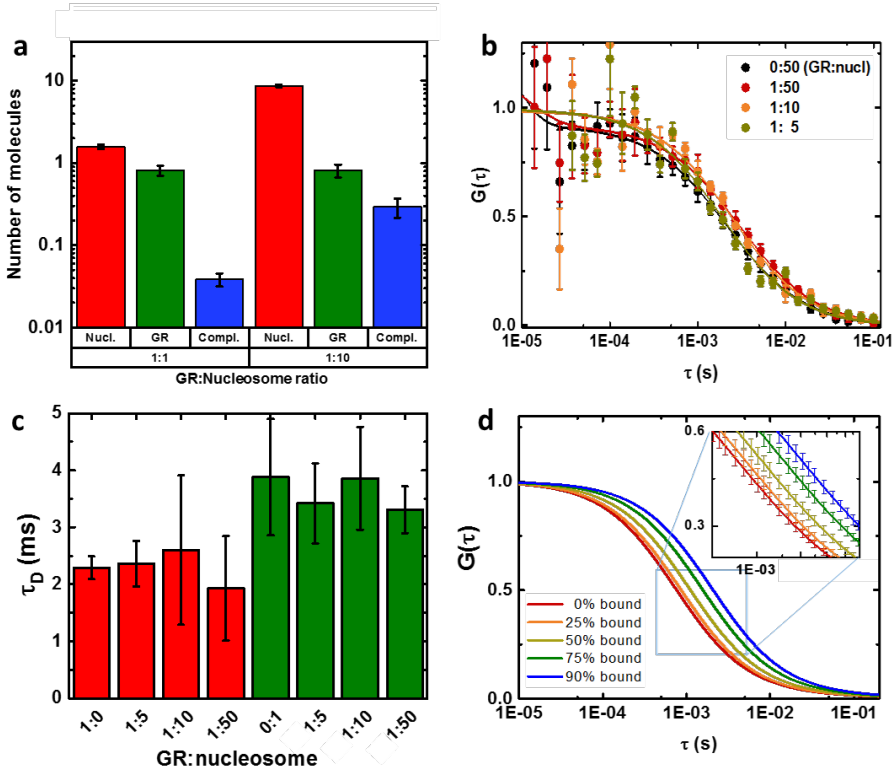 a
Number of molecules
10
1
0.1
0.01
Nucl. GR Compl. Nucl. GR Compl.
1:1 1:10
GR:Nucleosome ratio
b
G(τ)
1.0
0.5
0.0
0:50 (GR:nucl)
1:50
1:10
1: 5
1E-05 1E-04 1E-03 1E-02 1E-01
τ (s)
c
τD (ms)
5
4
3
2
1
0
1:0 1:5 1:10 1:50 0:1 1:5 1:10 1:50
GR:nucleosome
d
G(τ)
1.0
0.5
0.0
0.6
0.3
1E-03
0% bound
25% bound
50% bound
75% bound
90% bound
1E-05 1E-04 1E-03 1E-02 1E-01
τ (s)